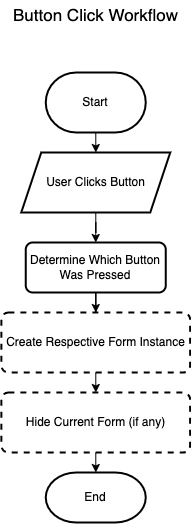 Button Click Workflow
Start
User Clicks Button
Determine Which Button
Was Pressed
Create Respective Form Instance
Hide Current Form (if any)
End